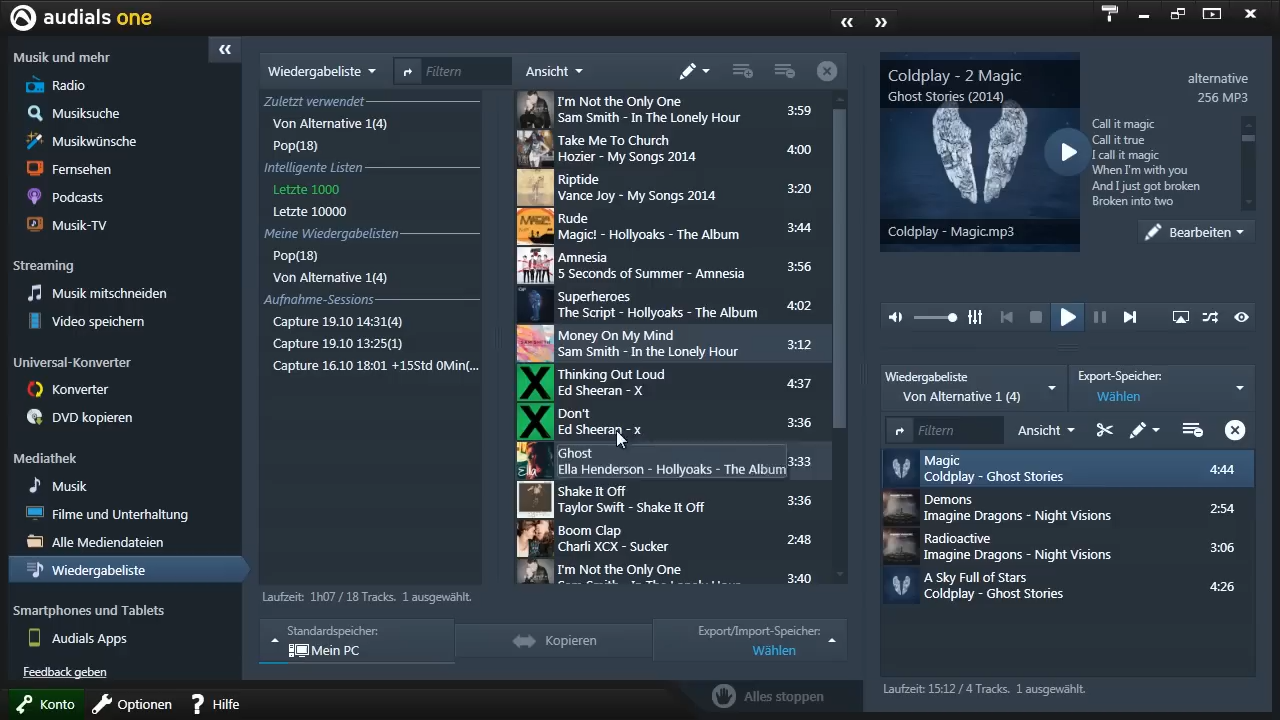 audials one
Musik und mehr
Radio
Musiksuche
Musikwünsche
Fernsehen
Podcasts
Musik-TV
Streaming
Musik mitschneiden
Video speichern
Universal-Konverter
Konverter
DVD kopieren
Mediathek
Musik
Filme und Unterhaltung
Alle Mediendateien
Wiedergabeliste
Smartphones und Tablets
Audials Apps
Feedback geben
Konto
Optionen
Hilfe
Wiedergabeliste
Filtern
Ansicht
Zuletzt verwendet
Von Alternative 1(4)
Pop(18)
Intelligente Listen
Letzte 1000
Letzte 10000
Meine Wiedergabelisten
Pop(18)
Von Alternative 1(4)
Aufnahme-Sessions
Capture 19.10 14:31(4)
Capture 19.10 13:25(1)
Capture 16.10 18:01 +15Std 0Min(...
I'm Not the Only One
Sam Smith - In The Lonely Hour
3:59
Take Me To Church
Hozier - My Songs 2014
4:00
Riptide
Vance Joy - My Songs 2014
3:20
Rude
Magic! - Hollyoaks - The Album
3:44
Amnesia
5 Seconds of Summer - Amnesia
3:56
Superheroes
The Script - Hollyoaks - The Album
4:02
Money On My Mind
Sam Smith - In the Lonely Hour
3:12
Thinking Out Loud
Ed Sheeran - X
4:37
Don't
Ed Sheeran - x
3:36
Ghost
Ella Henderson - Hollyoaks - The Album
3:33
Shake It Off
Taylor Swift - Shake It Off
3:36
Boom Clap
Charli XCX - Sucker
2:48
I'm Not the Only One
Sam Smith - In The Lonely Hour
3:40
Laufzeit: 1h07 / 18 Tracks. 1 ausgewählt.
Standardspeicher:
Mein PC
Kopieren
Export/Import-Speicher:
Wählen
Alles stoppen
Coldplay - 2 Magic
Ghost Stories (2014)
Coldplay - Magic.mp3
alternative
256 MP3
Call it magic
Call it true
I call it magic
When I'm with you
And I just got broken
Broken into two
Bearbeiten
Wiedergabeliste
Von Alternative 1 (4)
Export-Speicher:
Wählen
Filtern
Ansicht
Magic
Coldplay - Ghost Stories
4:44
Demons
Imagine Dragons - Night Visions
2:54
Radioactive
Imagine Dragons - Night Visions
3:06
A Sky Full of Stars
Coldplay - Ghost Stories
4:26
Laufzeit: 15:12 / 4 Tracks. 1 ausgewählt.